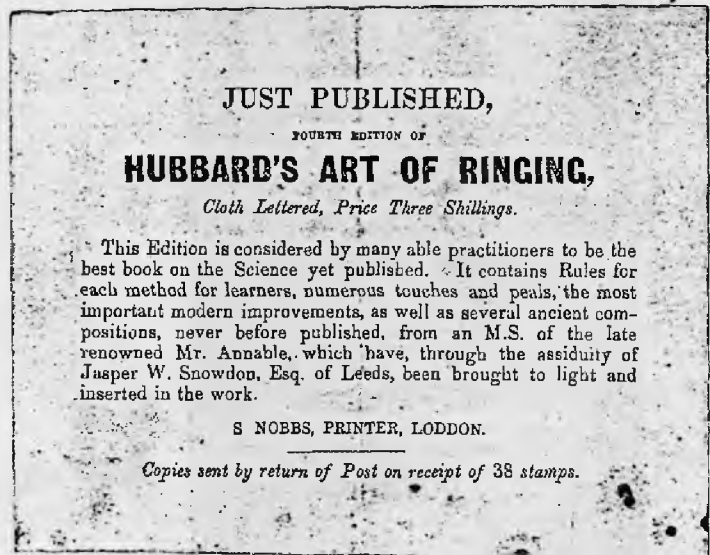 JUST PUBLISHED,
FOURTH EDITION OF
HUBBARD'S ART OF RINGING,
Cloth Lettered, Price Three Shillings.
This Edition is considered by many able practitioners to be the
best book on the Science yet published. It contains Rules for
each method for learners, numerous touches and peals, the most
important modern improvements, as well as several ancient com-
positions, never before published, from an M.S. of the late
renowned Mr. Annable, which have, through the assiduity of
Jasper W. Snowdon, Esq. of Leeds, been brought to light and
inserted in the work.
S NOBBS, PRINTER, LODDON.
Copies sent by return of Post on receipt of 38 stamps.